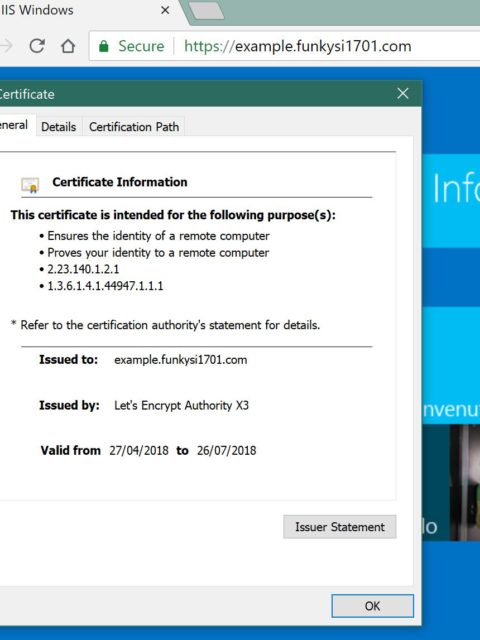 IIS Windows
Secure
https://example.funkysi1701.com
Certificate
General
Details
Certification Path
Certificate Information
This certificate is intended for the following purpose(s):
• Ensures the identity of a remote computer
• Proves your identity to a remote computer
• 2.23.140.1.2.1
• 1.3.6.1.4.1.44947.1.1.1
* Refer to the certification authority's statement for details.
Issued to: example.funkysi1701.com
Issued by: Let's Encrypt Authority X3
Valid from 27/04/2018 to 26/07/2018
Issuer Statement
OK